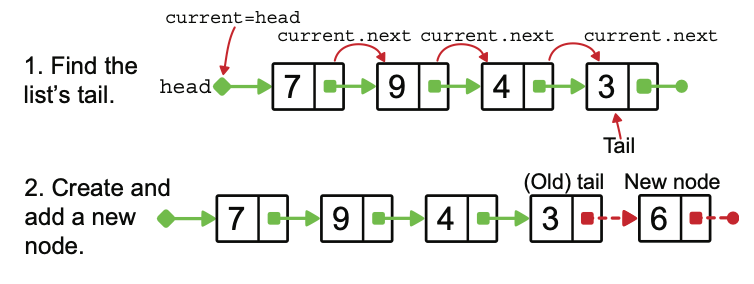 current=head
current.next current.next current.next
1. Find the
list's tail.
head 7 9 4 3
Tail
2. Create and
add a new
node.
(Old) tail New node
7 9 4 3 6